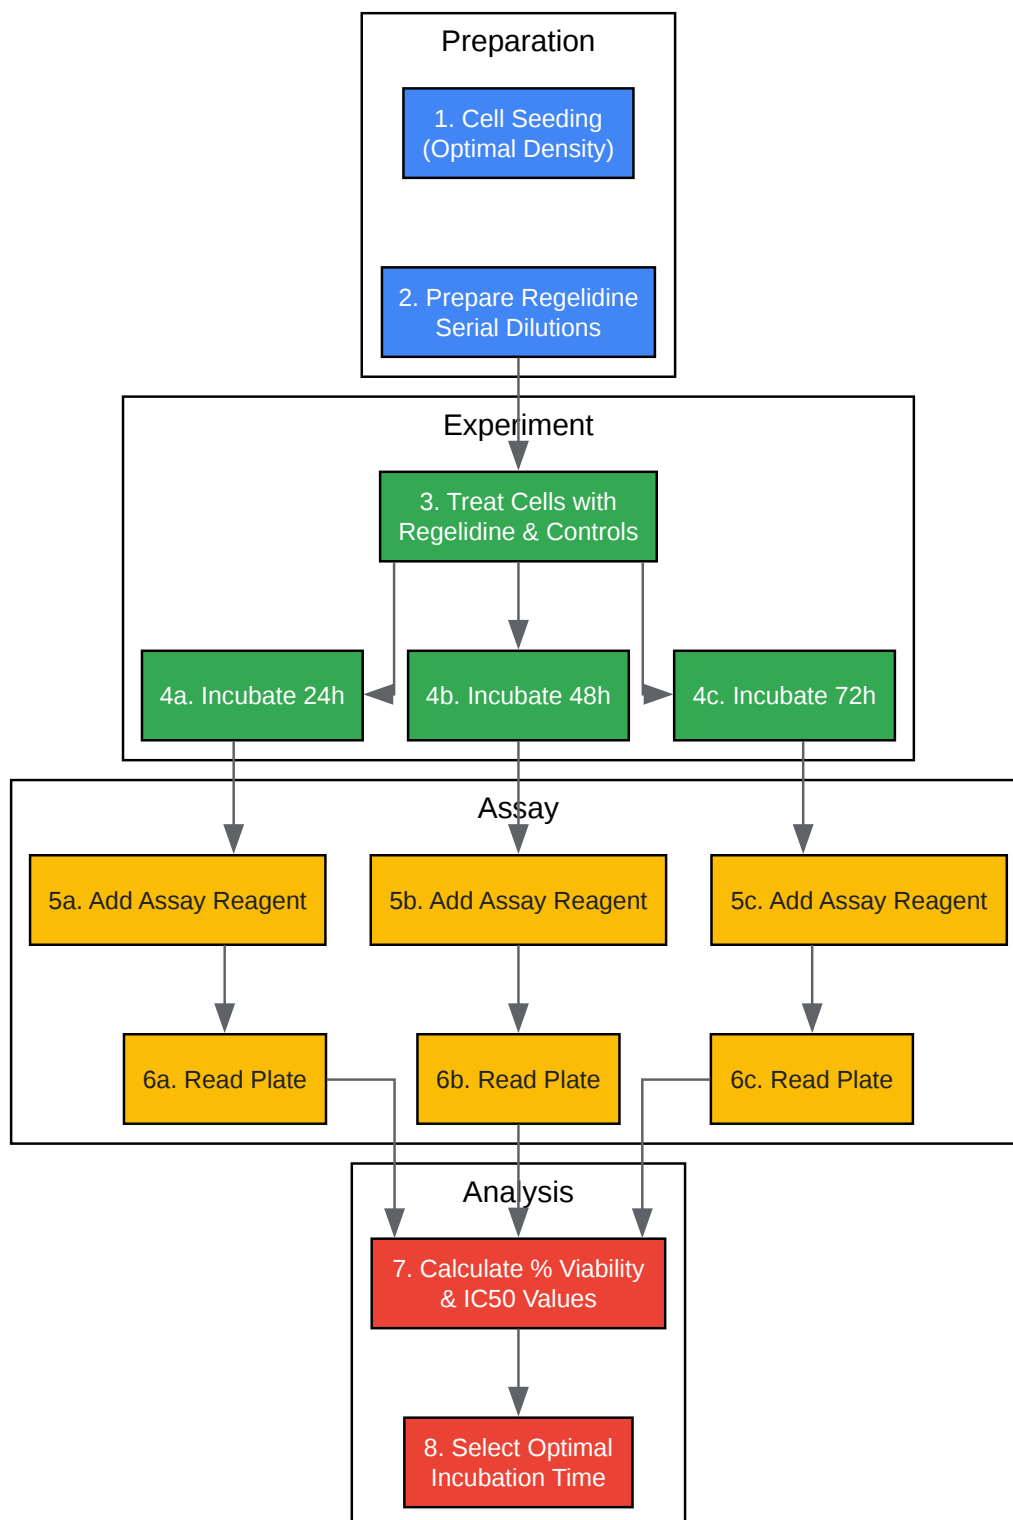 Preparation
1. Cell Seeding
(Optimal Density)
2. Prepare Regelidine
Serial Dilutions
Experiment
3. Treat Cells with
Regelidine & Controls
4a. Incubate 24h
4b. Incubate 48h
4c. Incubate 72h
Assay
5a. Add Assay Reagent
5b. Add Assay Reagent
5c. Add Assay Reagent
6a. Read Plate
6b. Read Plate
6c. Read Plate
Analysis
7. Calculate % Viability
& IC50 Values
8. Select Optimal
Incubation Time